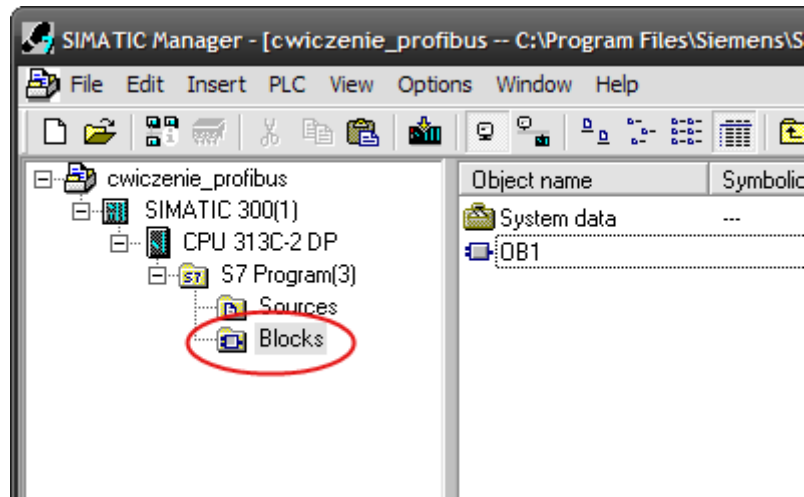 SIMATIC Manager - [cwiczenie_profibus -- C:\Program Files\Siemens\S
File Edit Insert PLC View Options Window Help
cwiczenie_profibus
SIMATIC 300(1)
CPU 313C-2 DP
S7 Program(3)
Sources
Blocks
Object name Symbolic
System data ---
OB1